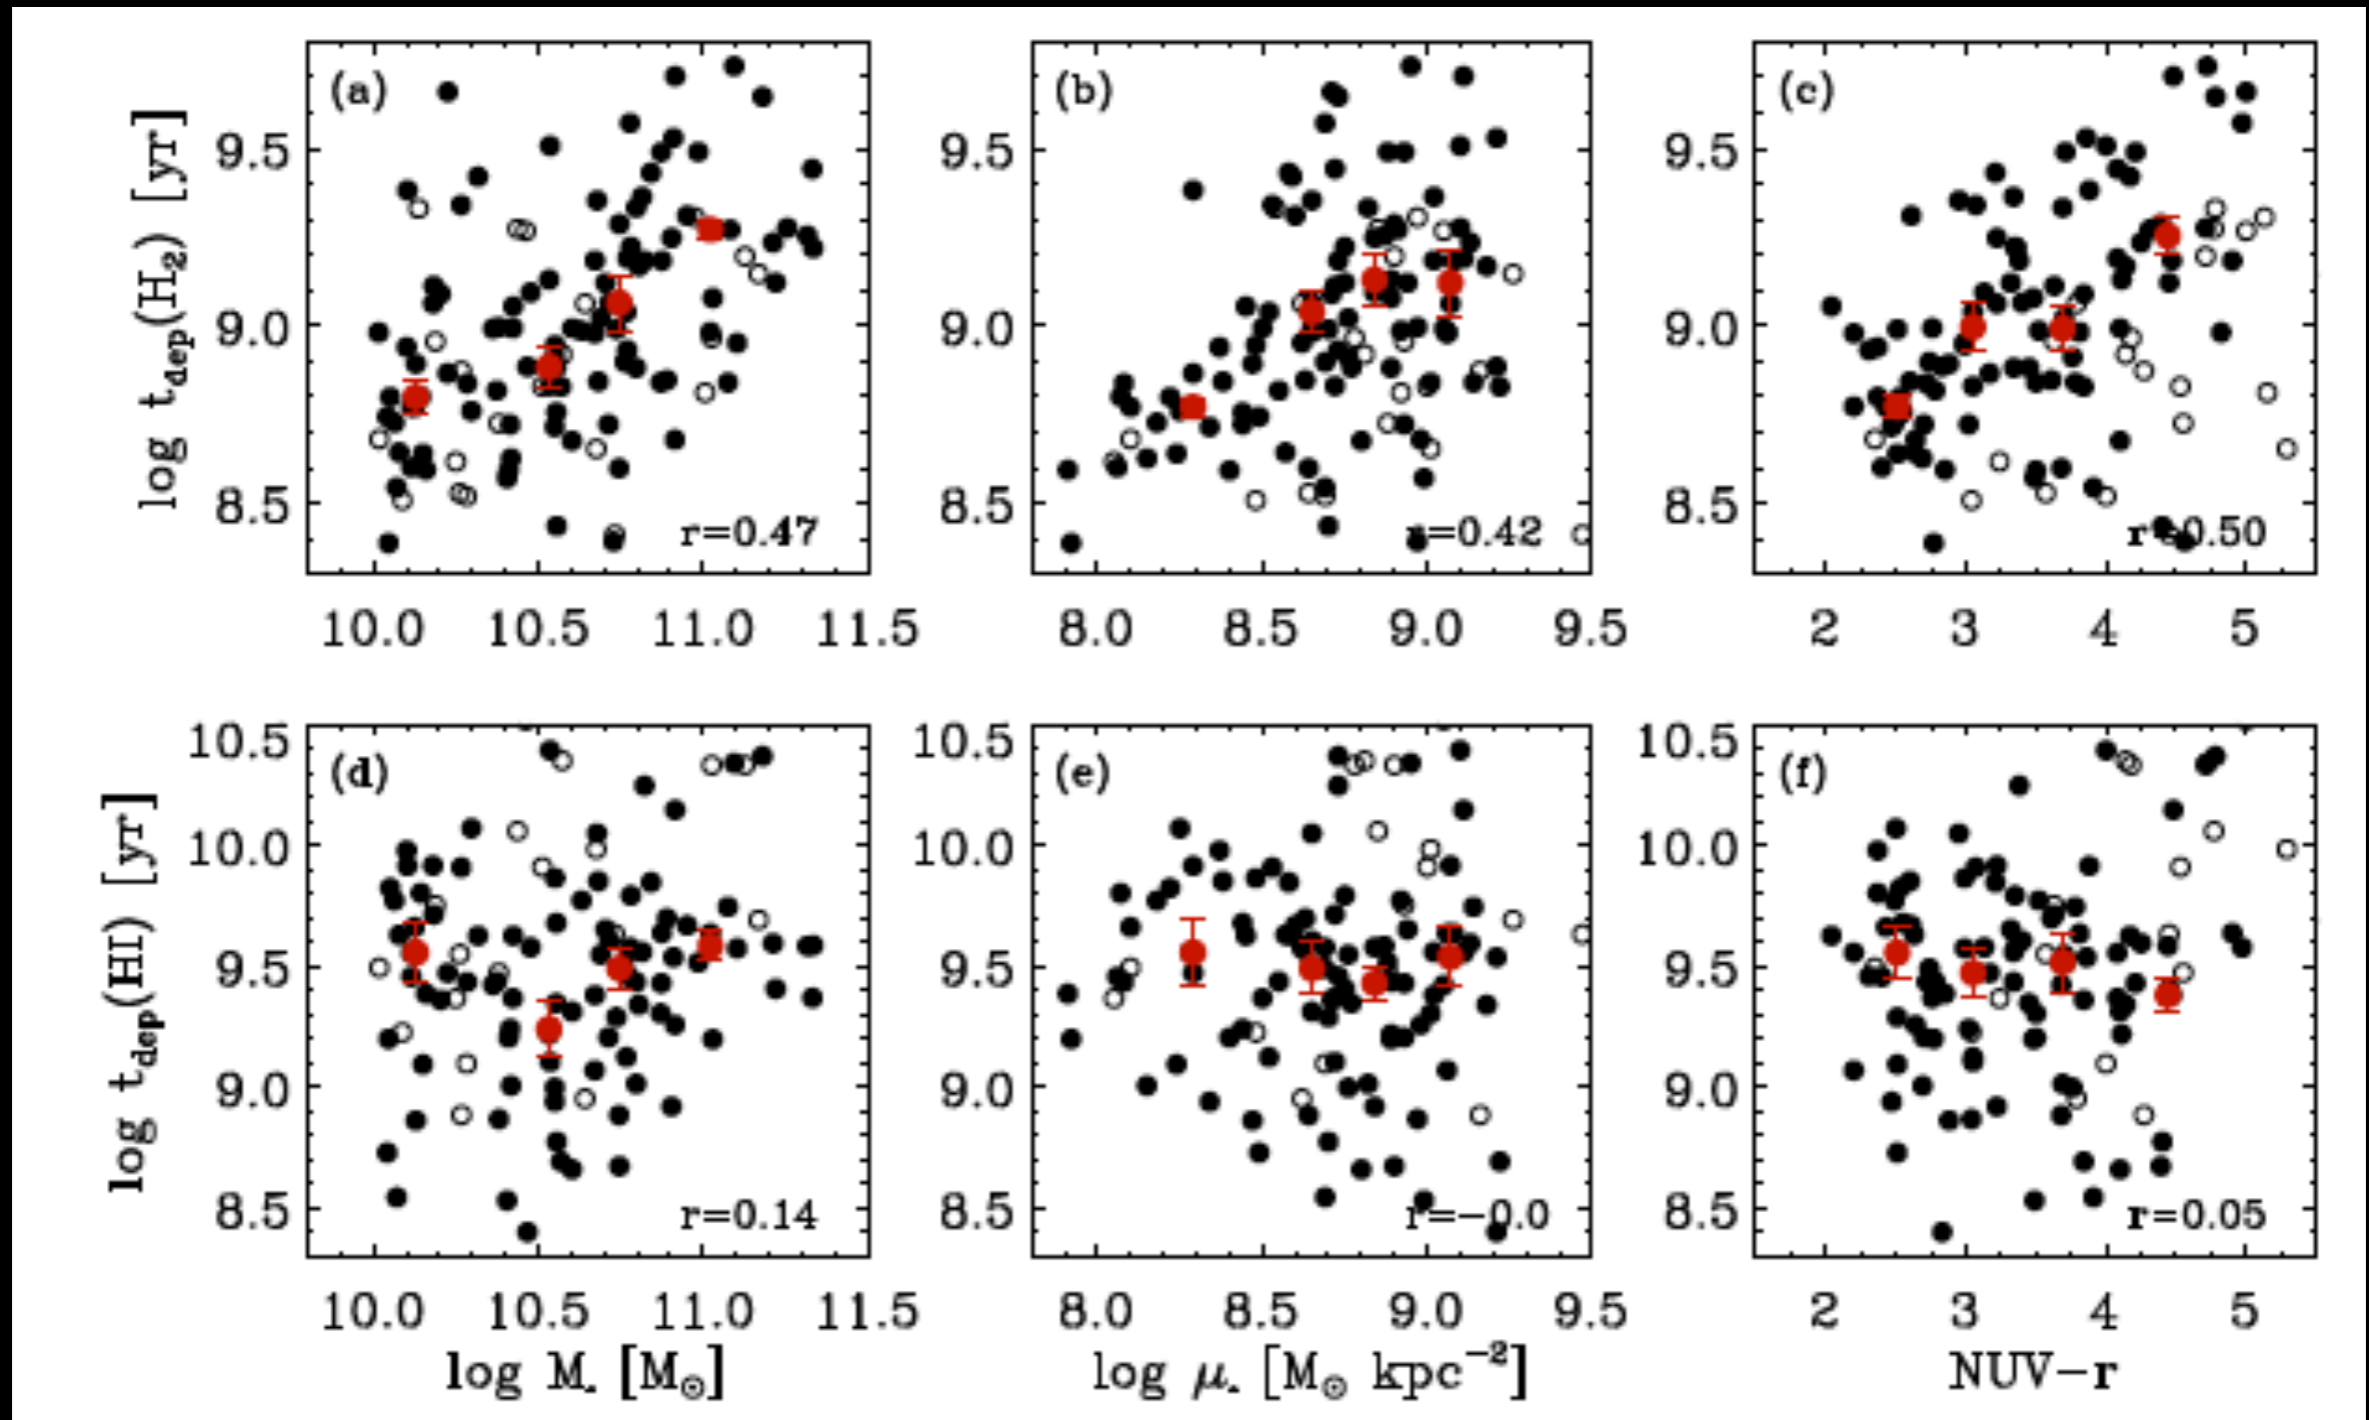 (a) (b) (c)
log t_dep(H₂) [yr]
9.5 9.5 9.5
9.0 9.0 9.0
8.5 8.5 8.5
r=0.47 r=0.42 r=0.50
10.0 10.5 11.0 11.5 8.0 8.5 9.0 9.5 2 3 4 5
10.5 10.5 10.5
(d) (e) (f)
log t_dep(HI) [yr]
10.0 10.0 10.0
9.5 9.5 9.5
9.0 9.0 9.0
8.5 8.5 8.5
r=0.14 r=−0.0 r=0.05
10.0 10.5 11.0 11.5 8.0 8.5 9.0 9.5 2 3 4 5
log M* [M⊙] log μ* [M⊙ kpc⁻²] NUV−r